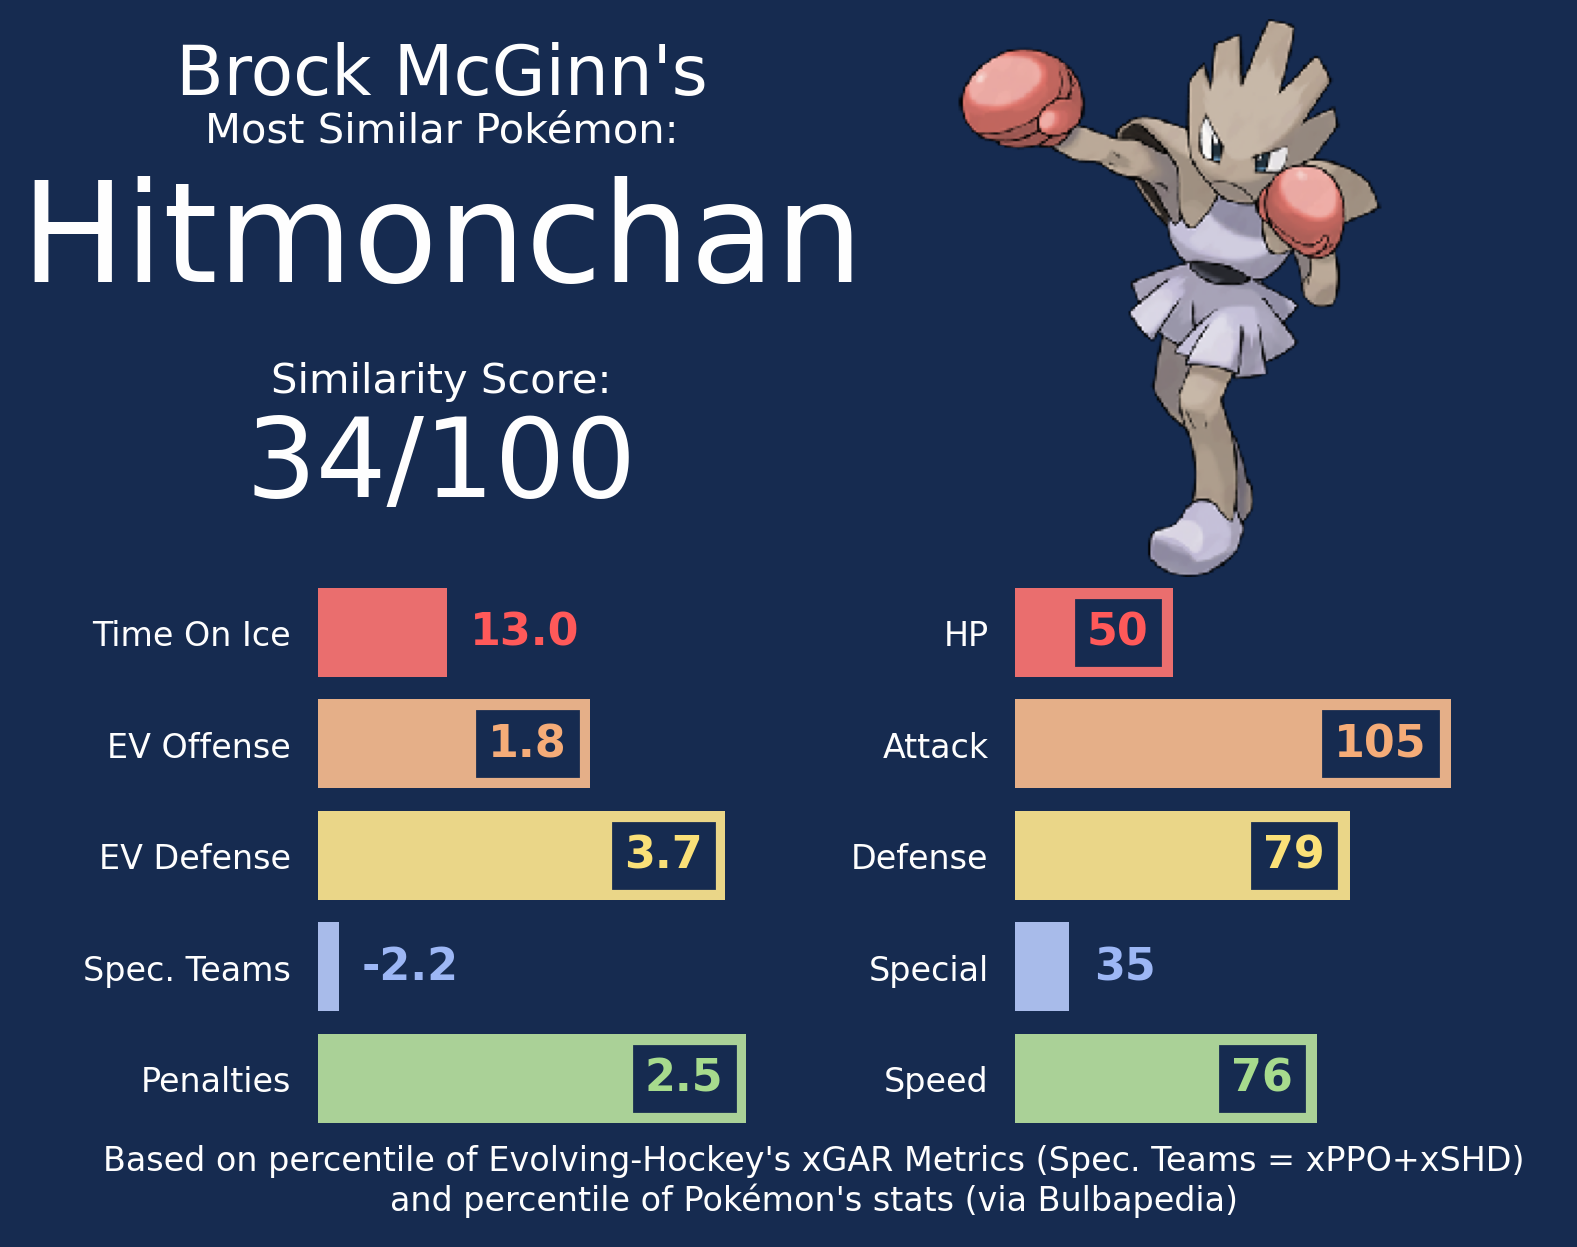 Brock McGinn's
Most Similar Pokémon:
Hitmonchan
Similarity Score:
34/100
Time On Ice 13.0
EV Offense 1.8
EV Defense 3.7
Spec. Teams -2.2
Penalties 2.5
HP 50
Attack 105
Defense 79
Special 35
Speed 76
Based on percentile of Evolving-Hockey's xGAR Metrics (Spec. Teams = xPPO+xSHD)
and percentile of Pokémon's stats (via Bulbapedia)